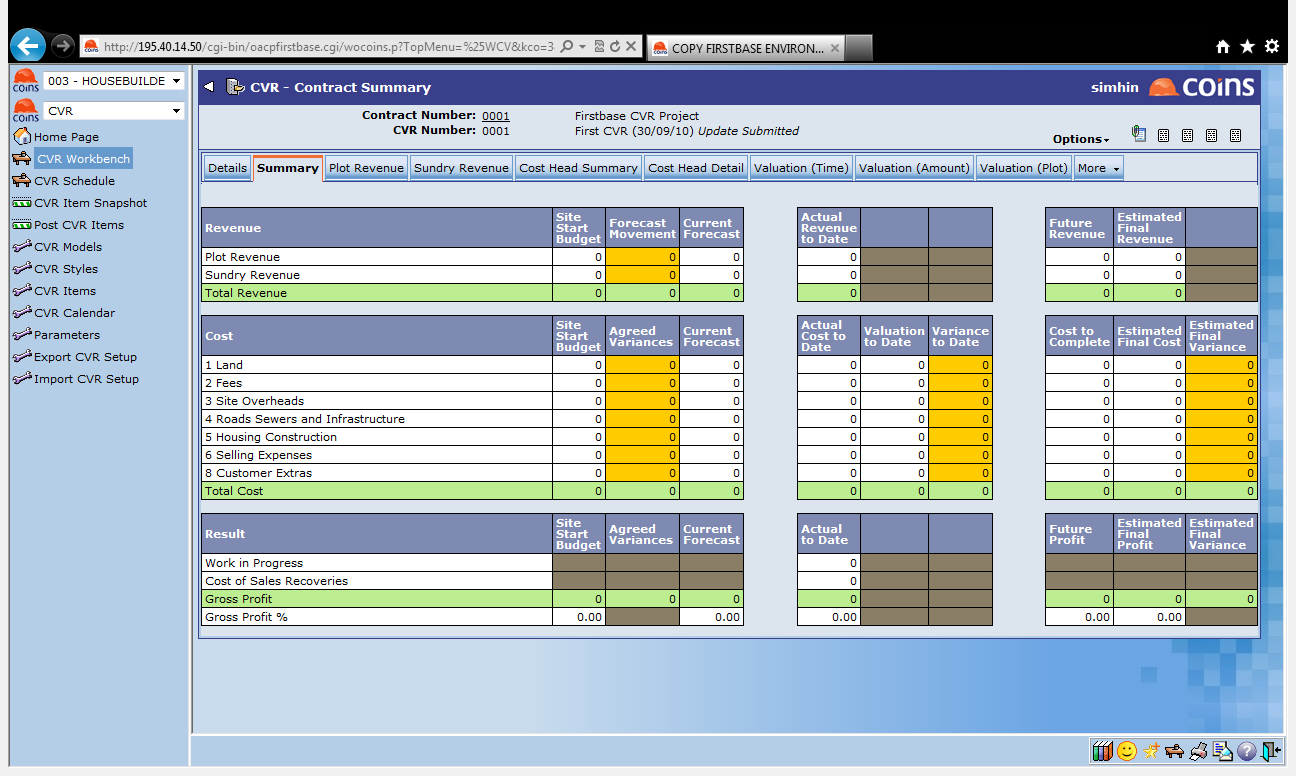 http://195.40.14.50/cgi-bin/oacpfirstbase.cgi/wocoins.p?TopMenu=%25WCV&kco=3
COPY FIRSTBASE ENVIRON...
coins 003 - HOUSEBUILDE
coins CVR
Home Page
CVR Workbench
CVR Schedule
CVR Item Snapshot
Post CVR Items
CVR Models
CVR Styles
CVR Items
CVR Calendar
Parameters
Export CVR Setup
Import CVR Setup
CVR - Contract Summary simhin coins
Contract Number: 0001 Firstbase CVR Project
CVR Number: 0001 First CVR (30/09/10) Update Submitted
Options
Details Summary Plot Revenue Sundry Revenue Cost Head Summary Cost Head Detail Valuation (Time) Valuation (Amount) Valuation (Plot) More
Revenue Site Start Budget Forecast Movement Current Forecast Actual Revenue to Date Future Revenue Estimated Final Revenue
Plot Revenue 0 0 0 0 0 0
Sundry Revenue 0 0 0 0 0 0
Total Revenue 0 0 0 0 0 0
Cost Site Start Budget Agreed Variances Current Forecast Actual Cost to Date Valuation to Date Variance to Date Cost to Complete Estimated Final Cost Estimated Final Variance
1 Land 0 0 0 0 0 0 0 0 0
2 Fees 0 0 0 0 0 0 0 0 0
3 Site Overheads 0 0 0 0 0 0 0 0 0
4 Roads Sewers and Infrastructure 0 0 0 0 0 0 0 0 0
5 Housing Construction 0 0 0 0 0 0 0 0 0
6 Selling Expenses 0 0 0 0 0 0 0 0 0
8 Customer Extras 0 0 0 0 0 0 0 0 0
Total Cost 0 0 0 0 0 0 0 0 0
Result Site Start Budget Agreed Variances Current Forecast Actual to Date Future Profit Estimated Final Profit Estimated Final Variance
Work in Progress 0
Cost of Sales Recoveries 0
Gross Profit 0 0 0 0 0 0 0
Gross Profit % 0.00 0.00 0.00 0.00 0.00